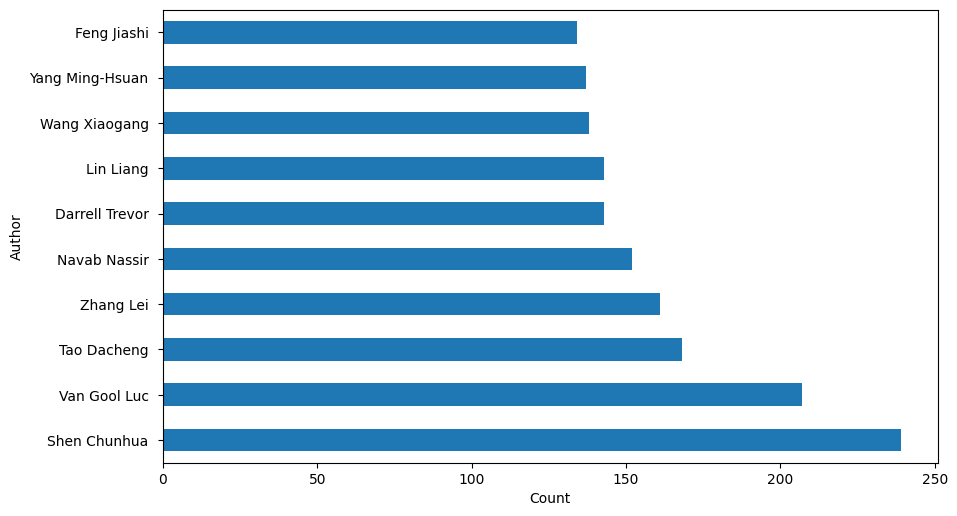 Feng Jiashi
Yang Ming-Hsuan
Wang Xiaogang
Lin Liang
Darrell Trevor
Navab Nassir
Zhang Lei
Tao Dacheng
Van Gool Luc
Shen Chunhua
Author
0 50 100 150 200 250
Count